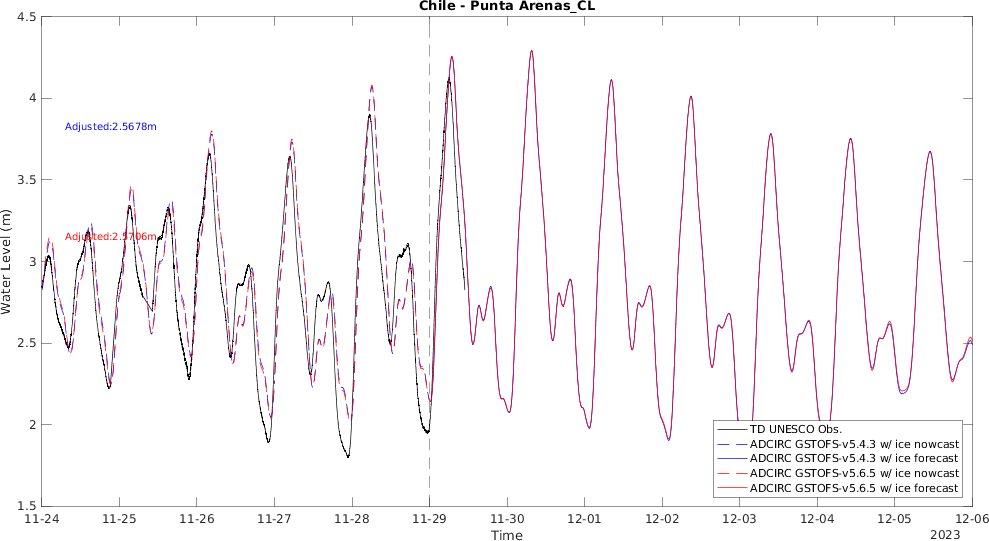 Chile - Punta Arenas_CL
4.5
4
3.5
3
2.5
2
1.5
Water Level (m)
Adjusted:2.5678m
Adjusted:2.5706m
TD UNESCO Obs.
ADCIRC GSTOFS-v5.4.3 w/ ice nowcast
ADCIRC GSTOFS-v5.4.3 w/ ice forecast
ADCIRC GSTOFS-v5.6.5 w/ ice nowcast
ADCIRC GSTOFS-v5.6.5 w/ ice forecast
11-24 11-25 11-26 11-27 11-28 11-29 11-30 12-01 12-02 12-03 12-04 12-05 12-06
Time
2023